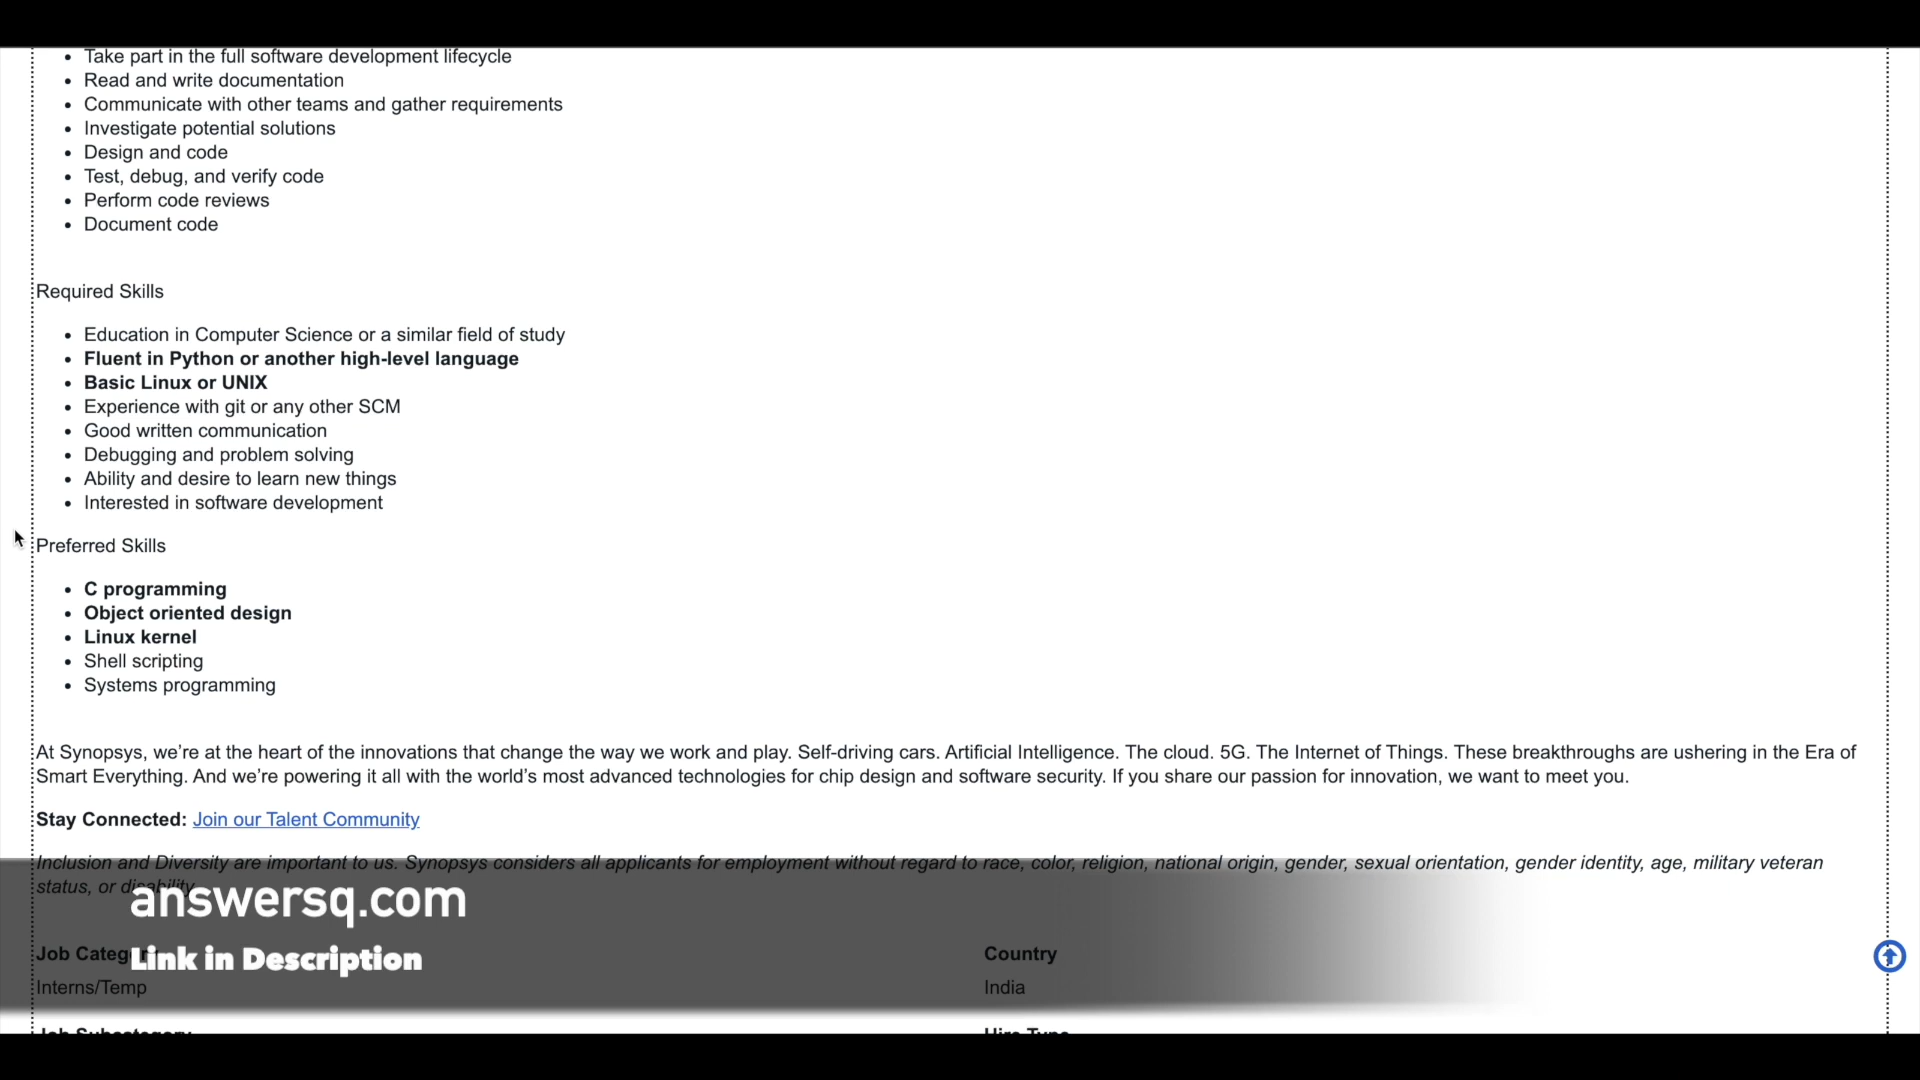 Take part in the full software development lifecycle
Read and write documentation
Communicate with other teams and gather requirements
Investigate potential solutions
Design and code
Test, debug, and verify code
Perform code reviews
Document code
Required Skills
Education in Computer Science or a similar field of study
Fluent in Python or another high-level language
Basic Linux or UNIX
Experience with git or any other SCM
Good written communication
Debugging and problem solving
Ability and desire to learn new things
Interested in software development
Preferred Skills
C programming
Object oriented design
Linux kernel
Shell scripting
Systems programming
At Synopsys, we’re at the heart of the innovations that change the way we work and play. Self-driving cars. Artificial Intelligence. The cloud. 5G. The Internet of Things. These breakthroughs are ushering in the Era of
Smart Everything. And we’re powering it all with the world’s most advanced technologies for chip design and software security. If you share our passion for innovation, we want to meet you.
Stay Connected: Join our Talent Community
Inclusion and Diversity are important to us. Synopsys considers all applicants for employment without regard to race, color, religion, national origin, gender, sexual orientation, gender identity, age, military veteran
status, or disability.
answersq.com
Job Category
Country
Link in Description
Interns/Temp
India
Job Subcategory
Hire Type